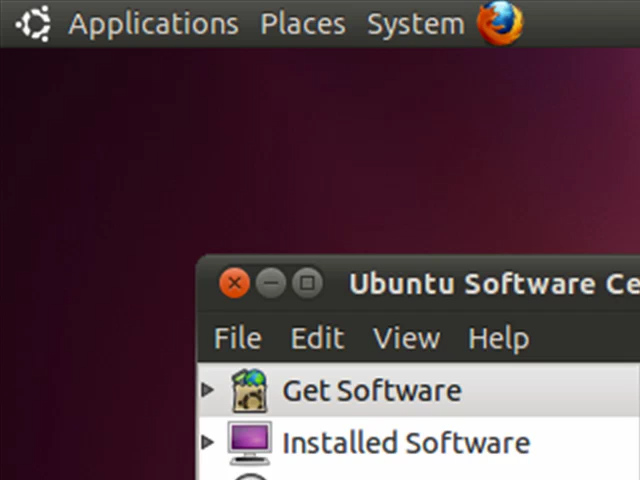 Applications Places System
Ubuntu Software Ce
File Edit View Help
Get Software
Installed Software